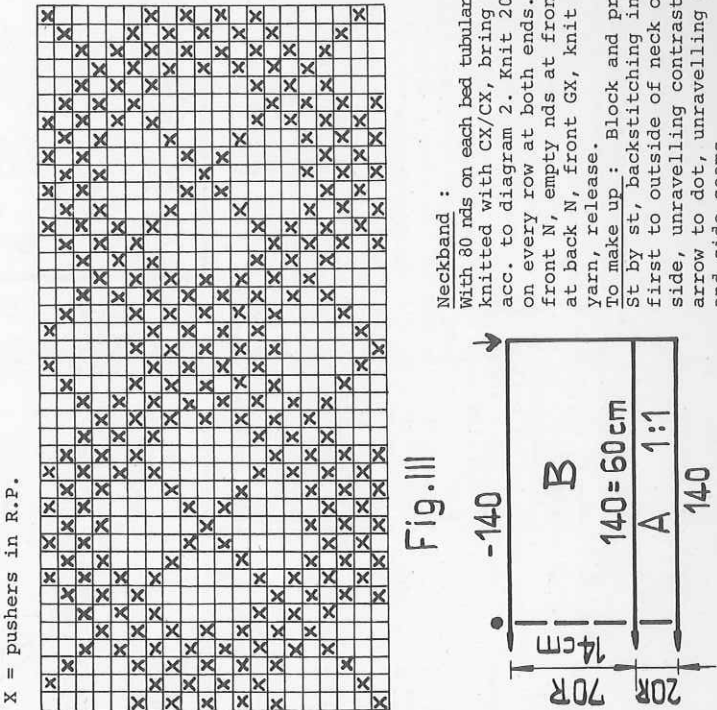 X = pushers in R.P.
Fig.III
-140
B
140=60cm
A 1:1
140
14cm
70R
20R
Neckband :
With 80 nds on each bed tubular
knitted with CX/CX, bring
acc. to diagram 2. Knit 20
on every row at both ends.
front N, empty nds at fron
at back N, front GX, knit
yarn, release.
To make up : Block and pr
St by st, backstitching in
first to outside of neck o
side, unravelling contrast
arrow to dot, unravelling
and side seams